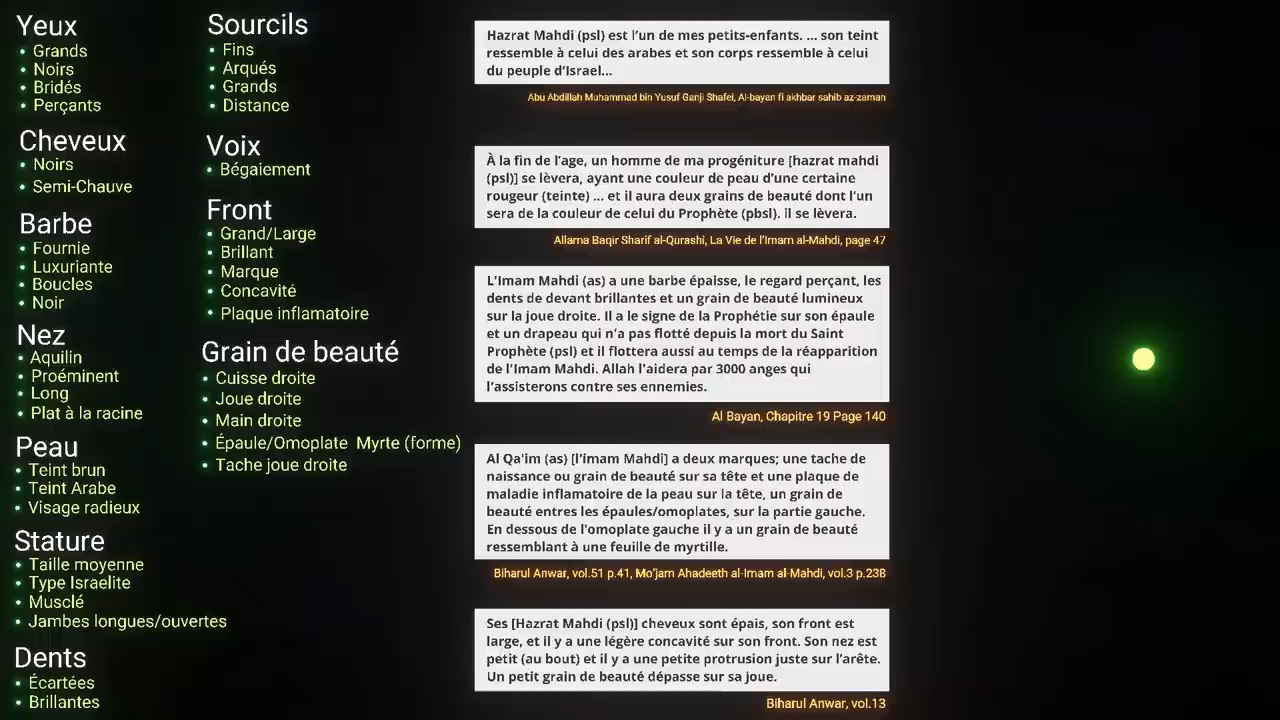 Yeux
Grands
Noirs
Bridés
Perçants
Cheveux
Noirs
Semi-Chauve
Barbe
Fournie
Luxuriante
Boucles
Noir
Nez
Aquilin
Proéminent
Long
Plat à la racine
Peau
Teint brun
Teint Arabe
Visage radieux
Stature
Taille moyenne
Type Israelite
Musclé
Jambes longues/ouvertes
Dents
Écartées
Brillantes
Sourcils
Fins
Arqués
Grands
Distance
Voix
Bégaiement
Front
Grand/Large
Brillant
Marque
Concavité
Plaque inflamatoire
Grain de beauté
Cuisse droite
Joue droite
Main droite
Épaule/Omoplate Myrte (forme)
Tache joue droite
Hazrat Mahdi (psl) est l'un de mes petits-enfants. ... son teint
ressemble à celui des arabes et son corps ressemble à celui
du peuple d'Israel...
Abu Abdillah Muhammad bin Yusuf Ganji Shafei, Al-bayan fi akhbar sahib az-zaman
À la fin de l'age, un homme de ma progéniture [hazrat mahdi
(psl)] se lèvera, ayant une couleur de peau d'une certaine
rougeur (teinte) ... et il aura deux grains de beauté dont l'un
sera de la couleur de celui du Prophète (pbsl). il se lèvera.
Allama Baqir Sharif al-Qurashi, La Vie de l'Imam al-Mahdi, page 47
L'Imam Mahdi (as) a une barbe épaisse, le regard perçant, les
dents de devant brillantes et un grain de beauté lumineux
sur la joue droite. Il a le signe de la Prophétie sur son épaule
et un drapeau qui n'a pas flotté depuis la mort du Saint
Prophète (psl) et il flottera aussi au temps de la réapparition
de l'Imam Mahdi. Allah l'aidera par 3000 anges qui
l'assisterons contre ses ennemies.
Al Bayan, Chapitre 19 Page 140
Al Qa'im (as) [l'imam Mahdi] a deux marques; une tache de
naissance ou grain de beauté sur sa tête et une plaque de
maladie inflamatoire de la peau sur la tête, un grain de
beauté entres les épaules/omoplates, sur la partie gauche.
En dessous de l'omoplate gauche il y a un grain de beauté
ressemblant à une feuille de myrtille.
Biharul Anwar, vol.51 p.41, Mo'jam Ahadeeth al-Imam al-Mahdi, vol.3 p.238
Ses [Hazrat Mahdi (psl)] cheveux sont épais, son front est
large, et il y a une légère concavité sur son front. Son nez est
petit (au bout) et il y a une petite protrusion juste sur l'arête.
Un petit grain de beauté dépasse sur sa joue.
Biharul Anwar, vol.13